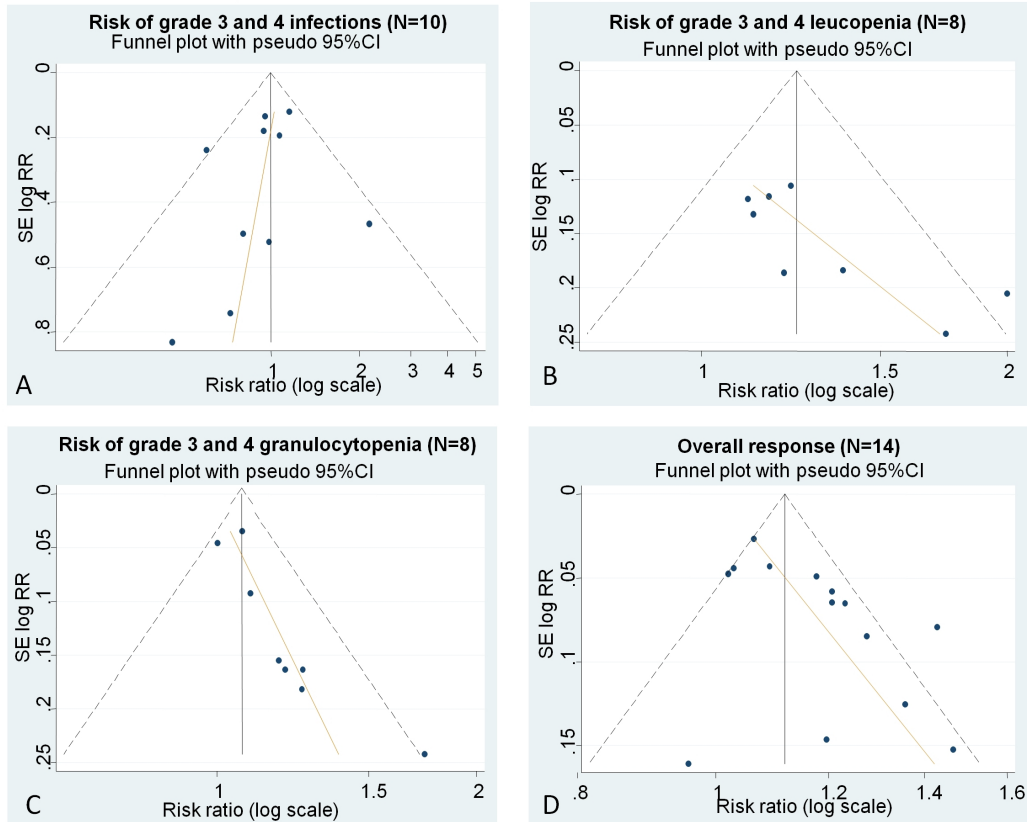 Risk of grade 3 and 4 infections (N=10)
Funnel plot with pseudo 95%CI
0
.2
.4
.6
.8
SE log RR
1
2
3
4
5
Risk ratio (log scale)
A
Risk of grade 3 and 4 leucopenia (N=8)
Funnel plot with pseudo 95%CI
0
.05
.1
.15
.2
.25
SE log RR
1
1.5
2
Risk ratio (log scale)
B
Risk of grade 3 and 4 granulocytopenia (N=8)
Funnel plot with pseudo 95%CI
0
.05
.1
.15
.2
.25
SE log RR
1
1.5
2
Risk ratio (log scale)
C
Overall response (N=14)
Funnel plot with pseudo 95%CI
0
.05
.1
.15
SE log RR
.8
1
1.2
1.4
1.6
Risk ratio (log scale)
D